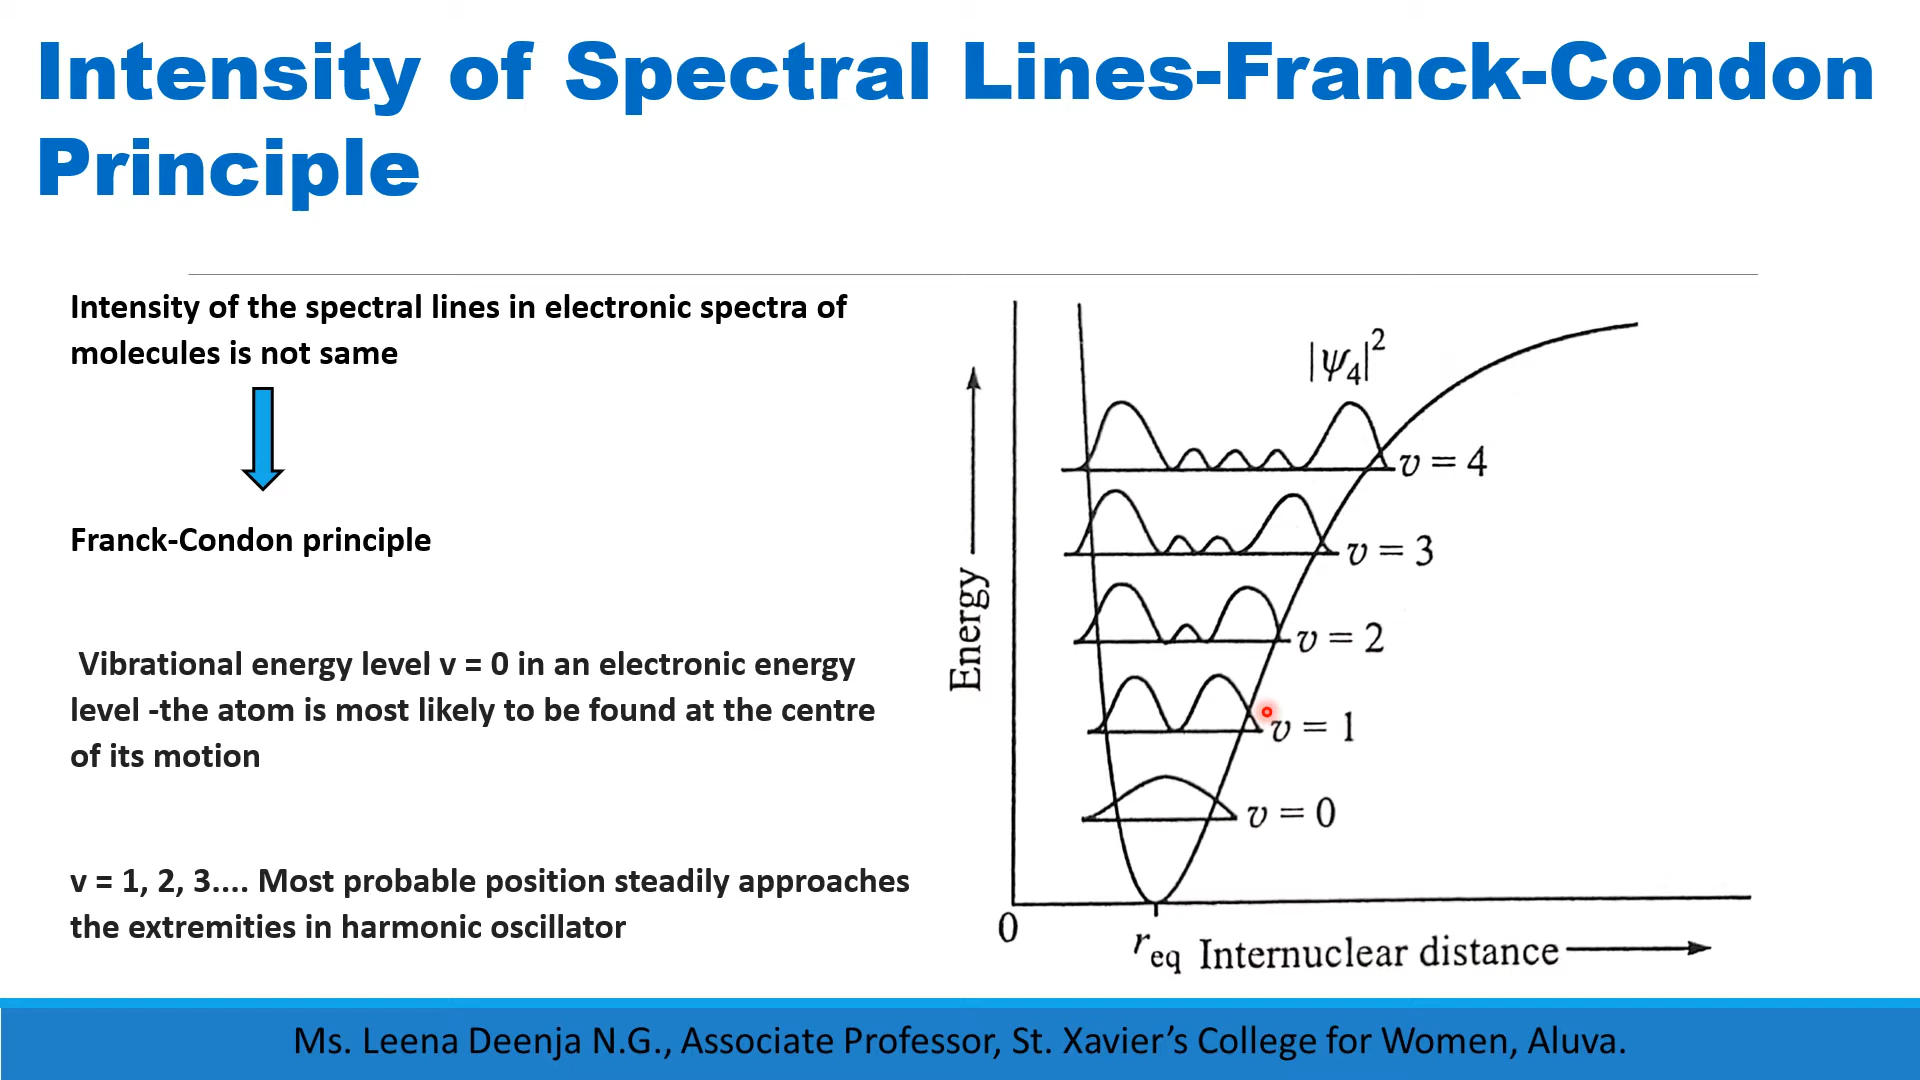 Intensity of Spectral Lines-Franck-Condon
Principle
Intensity of the spectral lines in electronic spectra of
molecules is not same
Franck-Condon principle
Vibrational energy level v = 0 in an electronic energy
level -the atom is most likely to be found at the centre
of its motion
v = 1, 2, 3.... Most probable position steadily approaches
the extremities in harmonic oscillator
|ψ₄|²
v = 4
v = 3
v = 2
v = 1
v = 0
Energy
0
r_eq Internuclear distance
Ms. Leena Deenja N.G., Associate Professor, St. Xavier’s College for Women, Aluva.